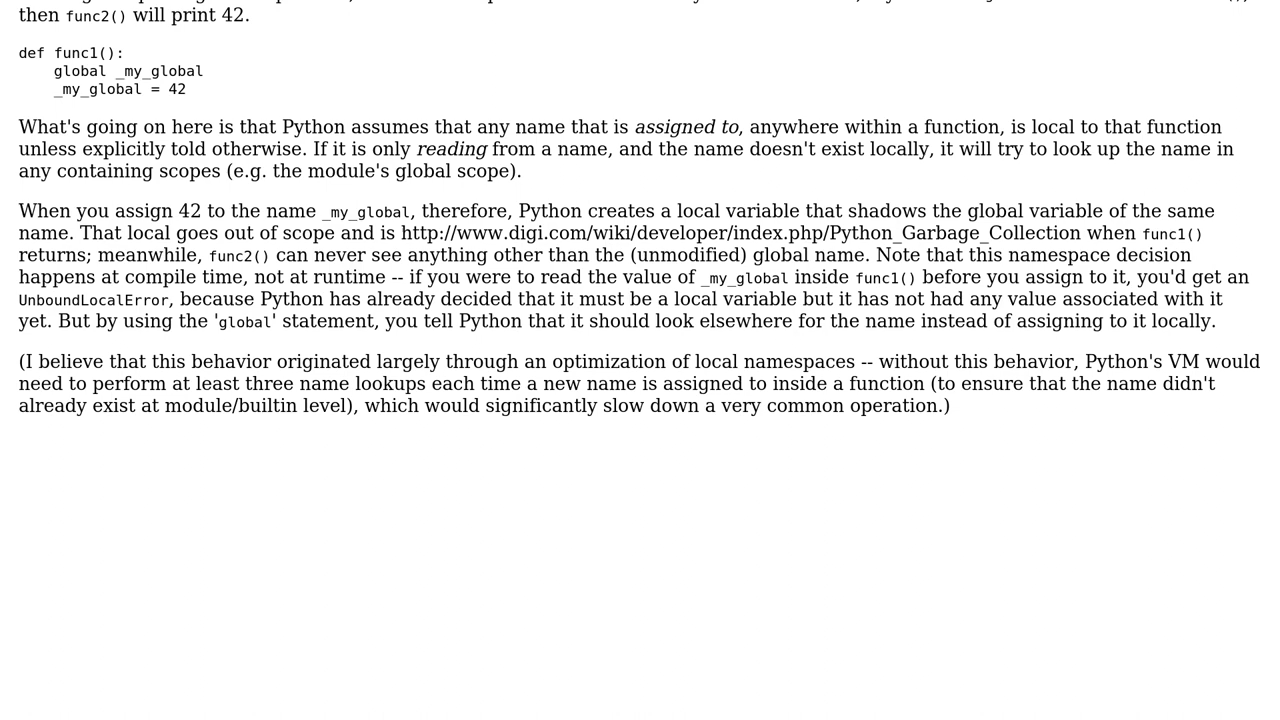 then func2() will print 42.
def func1():
    global _my_global
    _my_global = 42
What's going on here is that Python assumes that any name that is assigned to, anywhere within a function, is local to that function
unless explicitly told otherwise. If it is only reading from a name, and the name doesn't exist locally, it will try to look up the name in
any containing scopes (e.g. the module's global scope).
When you assign 42 to the name _my_global, therefore, Python creates a local variable that shadows the global variable of the same
name. That local goes out of scope and is http://www.digi.com/wiki/developer/index.php/Python_Garbage_Collection when func1()
returns; meanwhile, func2() can never see anything other than the (unmodified) global name. Note that this namespace decision
happens at compile time, not at runtime -- if you were to read the value of _my_global inside func1() before you assign to it, you'd get an
UnboundLocalError, because Python has already decided that it must be a local variable but it has not had any value associated with it
yet. But by using the 'global' statement, you tell Python that it should look elsewhere for the name instead of assigning to it locally.
(I believe that this behavior originated largely through an optimization of local namespaces -- without this behavior, Python's VM would
need to perform at least three name lookups each time a new name is assigned to inside a function (to ensure that the name didn't
already exist at module/builtin level), which would significantly slow down a very common operation.)